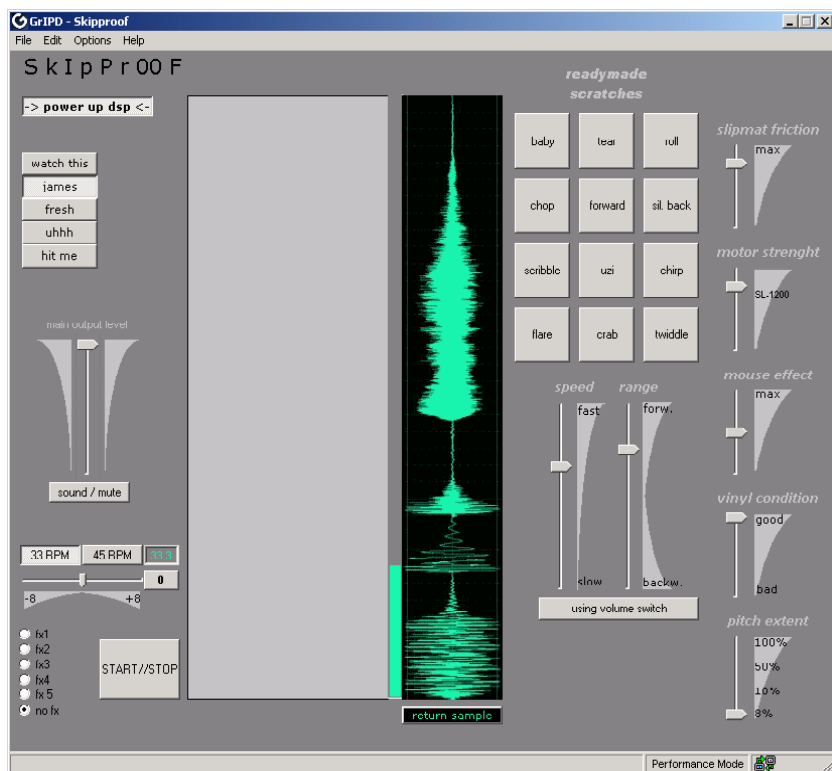 GrIPD - Skipproof
File Edit Options Help
S k I p P r 0 0 F
-> power up dsp <-
watch this
james
fresh
uhhh
hit me
main output level
sound / mute
33 RPM 45 RPM 33.3
0
-8 +8
fx1
fx2
fx3
fx4
fx 5
no fx
START//STOP
return sample
readymade
scratches
baby tear roll
chop forward sil. back
scribble uzi chirp
flare crab twiddle
speed range
fast forw.
slow backw.
using volume switch
slipmat friction
max
motor strenght
SL-1200
mouse effect
max
vinyl condition
good
bad
pitch extent
100%
50%
10%
8%
Performance Mode